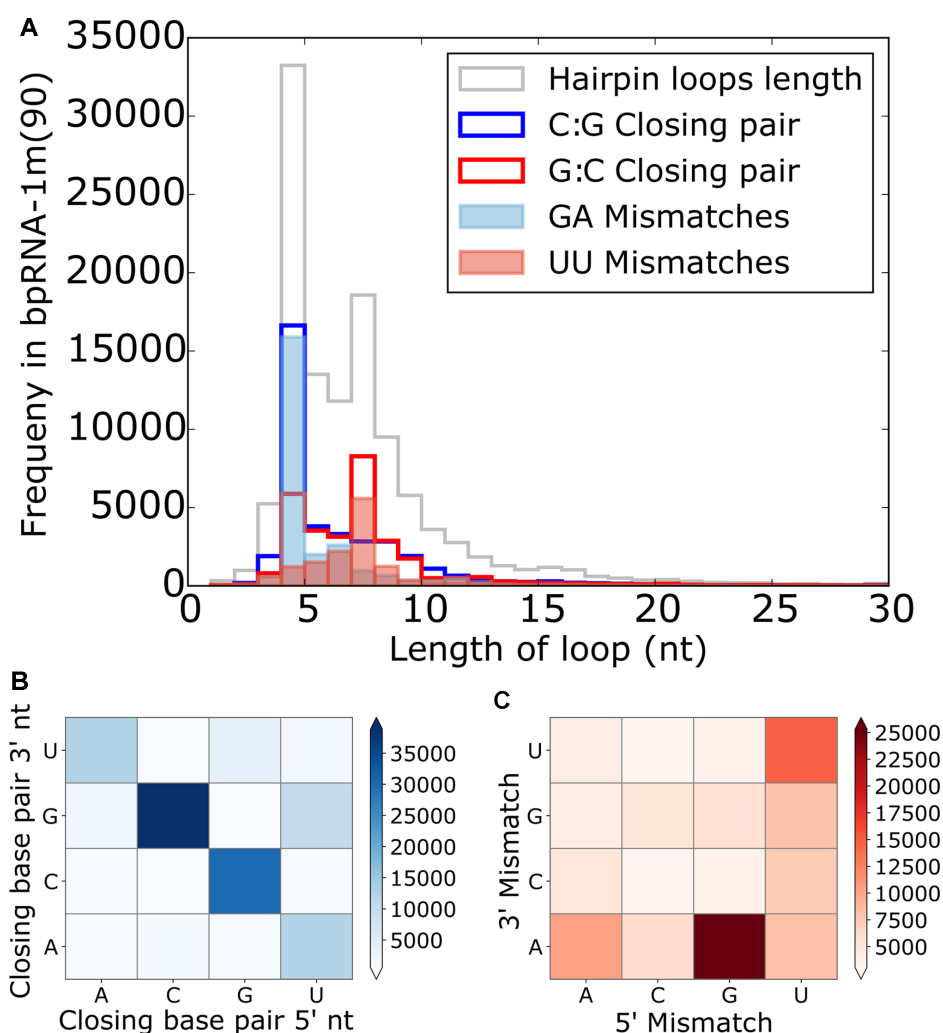 A
Frequeny in bpRNA-1m(90)
35000
30000
25000
20000
15000
10000
5000
0
Hairpin loops length
C:G Closing pair
G:C Closing pair
GA Mismatches
UU Mismatches
0 5 10 15 20 25 30
Length of loop (nt)
B
Closing base pair 3' nt
U
G
C
A
A C G U
Closing base pair 5' nt
35000
30000
25000
20000
15000
10000
5000
C
3' Mismatch
U
G
C
A
A C G U
5' Mismatch
25000
22500
20000
17500
15000
12500
10000
7500
5000